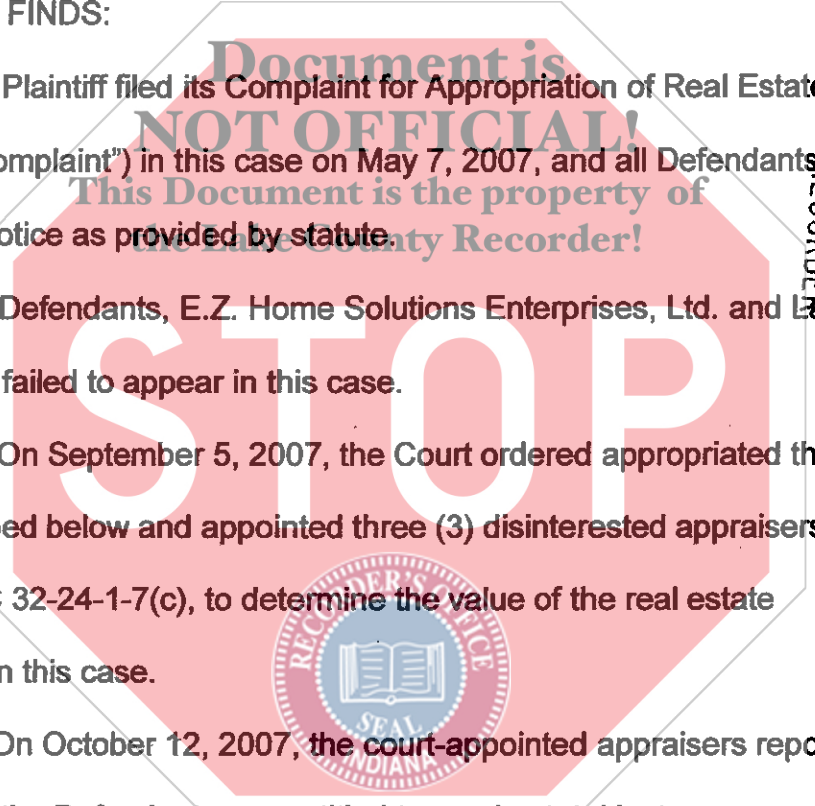 FINDS:
Document is
Plaintiff filed its Complaint for Appropriation of Real Estate
NOT OFFICIAL!
omplaint") in this case on May 7, 2007, and all Defendants
This Document is the property of
otice as provided by statute.
the Lake County Recorder!
Defendants, E.Z. Home Solutions Enterprises, Ltd. and
failed to appear in this case.
STOP
On September 5, 2007, the Court ordered appropriated th
ed below and appointed three (3) disinterested appraisers
32-24-1-7(c), to determine the value of the real estate
RECORDER'S OFFICE
n this case.
SEAL
On October 12, 2007, the court-appointed appraisers repo
INDIANA